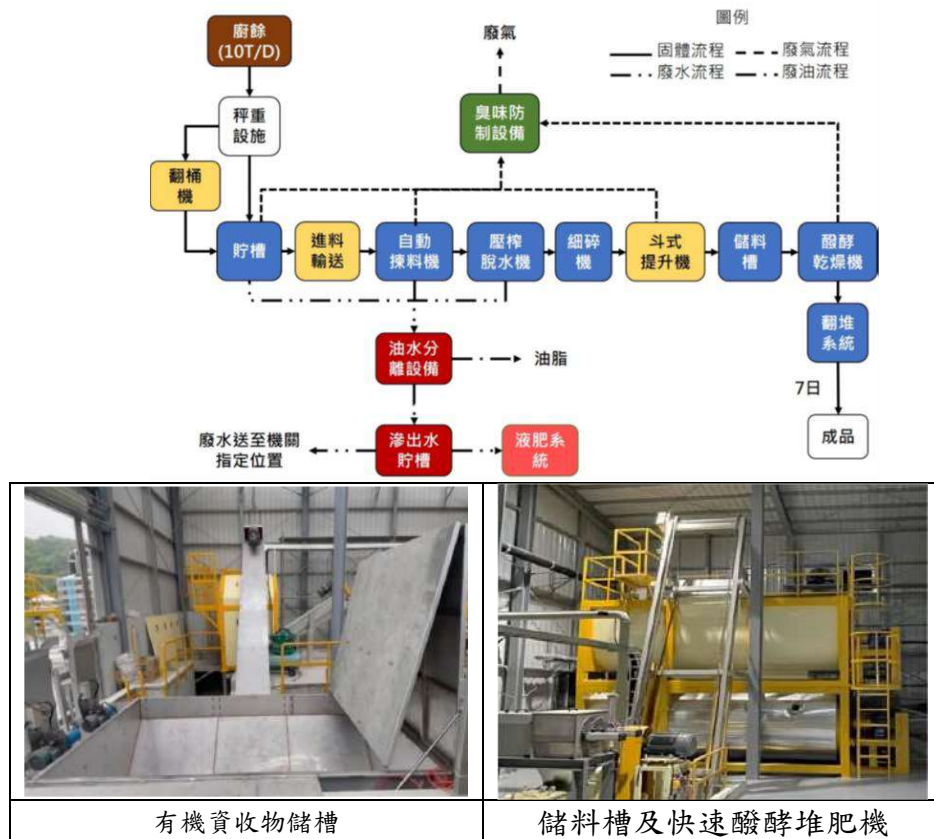 廚餘
(10T/D)
廢氣
圖例
固體流程
廢氣流程
廢水流程
廢油流程
秤重
設施
臭味防
制設備
翻桶
機
貯槽
進料
輸送
自動
揀料機
壓榨
脫水機
細碎
機
斗式
提升機
儲料
槽
醱酵
乾燥機
油水分
離設備
油脂
翻堆
系統
7日
廢水送至機關
指定位置
滲出水
貯槽
液肥系
統
成品
有機資收物儲槽
儲料槽及快速醱酵堆肥機